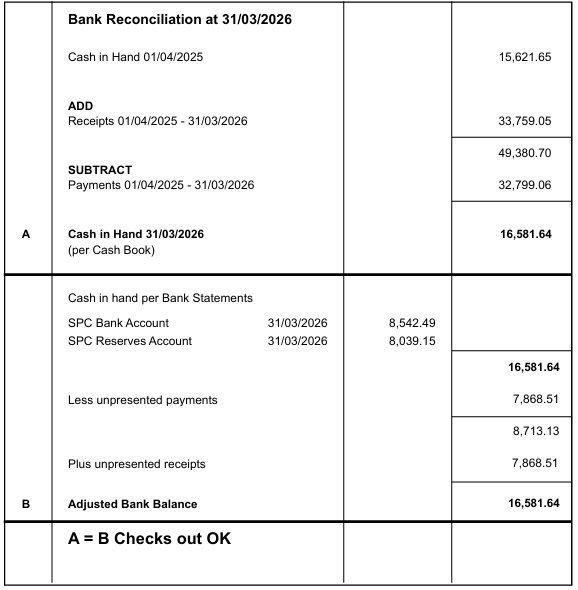 Bank Reconciliation at 31/03/2026
Cash in Hand 01/04/2025 15,621.65
ADD
Receipts 01/04/2025 - 31/03/2026 33,759.05
49,380.70
SUBTRACT
Payments 01/04/2025 - 31/03/2026 32,799.06
A Cash in Hand 31/03/2026 16,581.64
(per Cash Book)
Cash in hand per Bank Statements
SPC Bank Account 31/03/2026 8,542.49
SPC Reserves Account 31/03/2026 8,039.15
16,581.64
Less unpresented payments 7,868.51
8,713.13
Plus unpresented receipts 7,868.51
B Adjusted Bank Balance 16,581.64
A = B Checks out OK